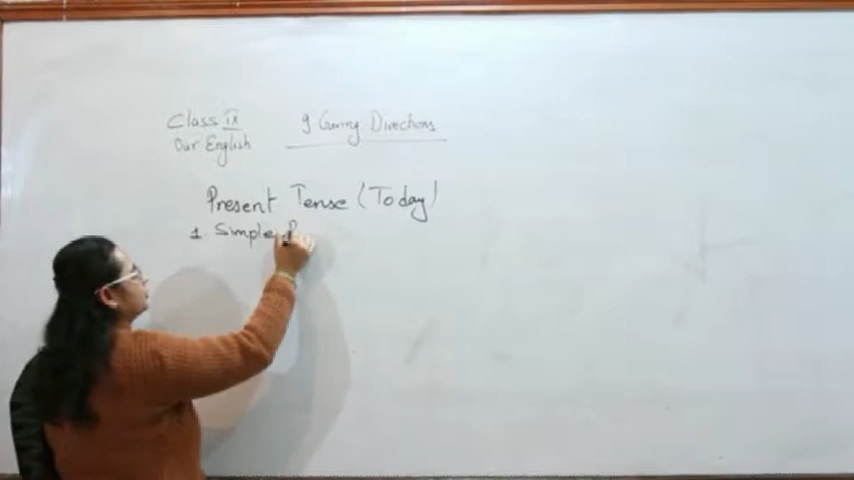 Class IX
Our English
9 Giving Directions
Present Tense (Today)
1. Simple P